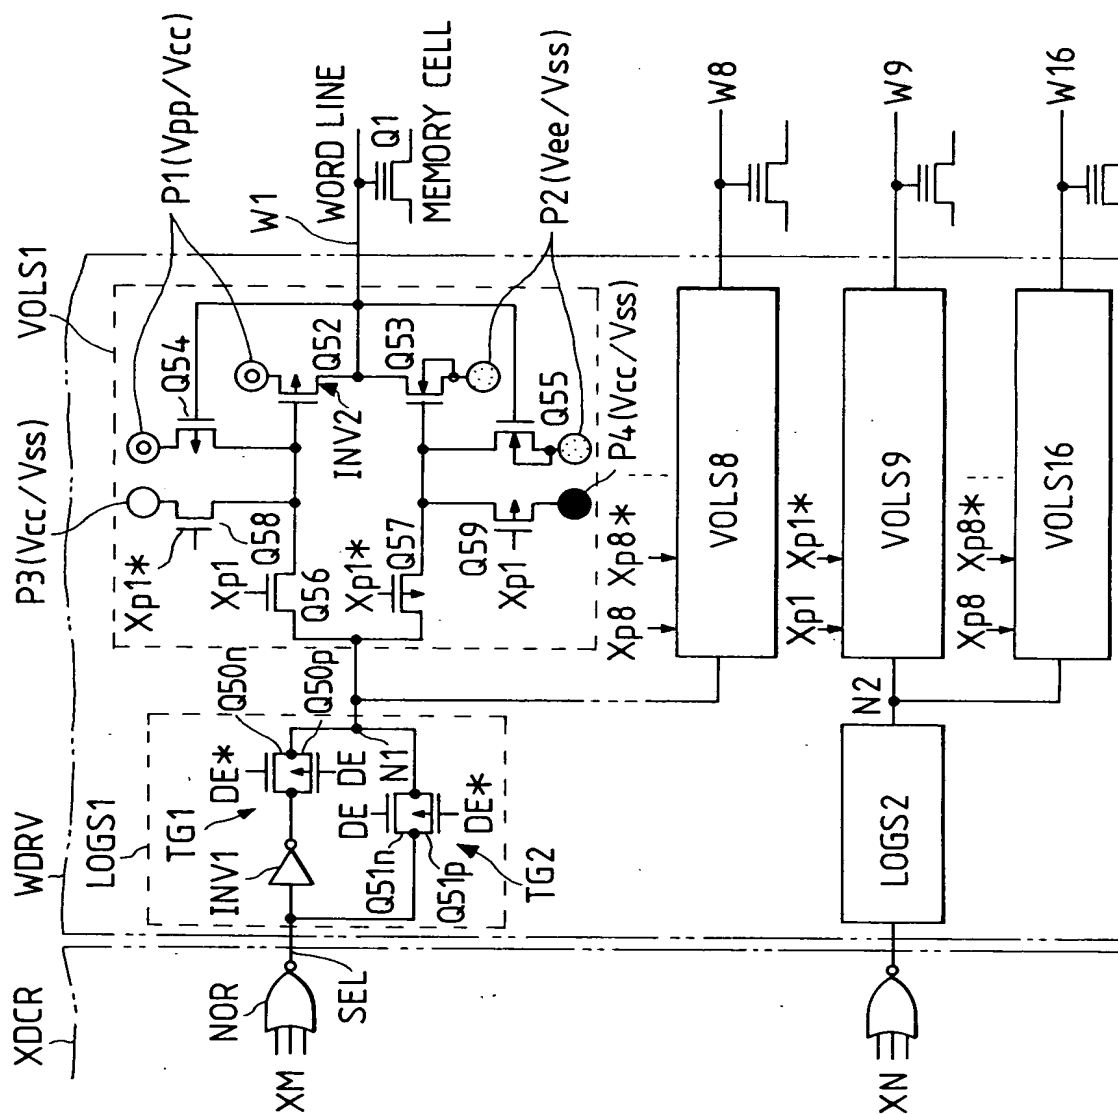 XDCR
WDRV
P3(Vcc/Vss)
VOLS1
LOGS1
P1(Vpp/Vcc)
Q54
TG1
DE*
Q50n
Q50p
Xp1*
Q58
Xp1
Q56
INV2
Q52
W1
WORD LINE
NOR
INV1
DE
N1
Xp1*
Q57
Q53
Q1
MEMORY CELL
XM
SEL
DE
Q51n
Q51p
DE*
TG2
Q59
Xp1
Q55
P2(Vee/Vss)
P4(Vcc/Vss)
Xp8
Xp8*
VOLS8
W8
Xp1
Xp1*
N2
VOLS9
W9
LOGS2
Xp8
Xp8*
VOLS16
W16
XN